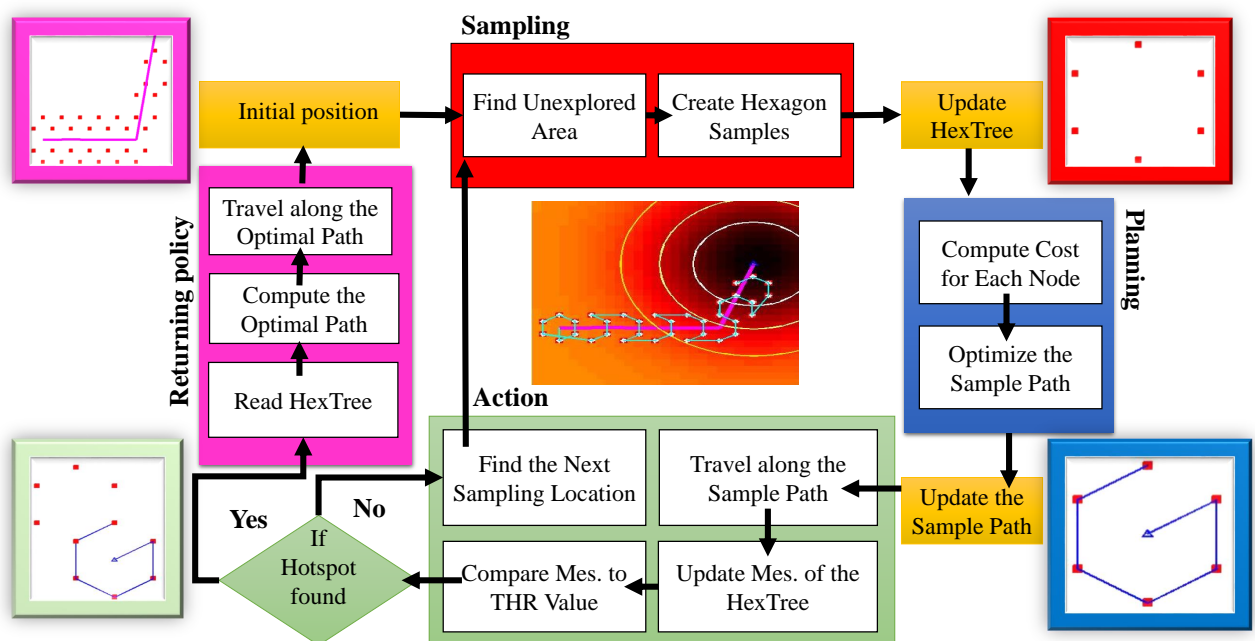 Sampling
Initial position
Find Unexplored
Area
Create Hexagon
Samples
Update
HexTree
Returning policy
Travel along the
Optimal Path
Compute the
Optimal Path
Read HexTree
Planning
Compute Cost
for Each Node
Optimize the
Sample Path
Action
Find the Next
Sampling Location
Travel along the
Sample Path
Update the
Sample Path
Yes
No
If
Hotspot
found
Compare Mes. to
THR Value
Update Mes. of the
HexTree